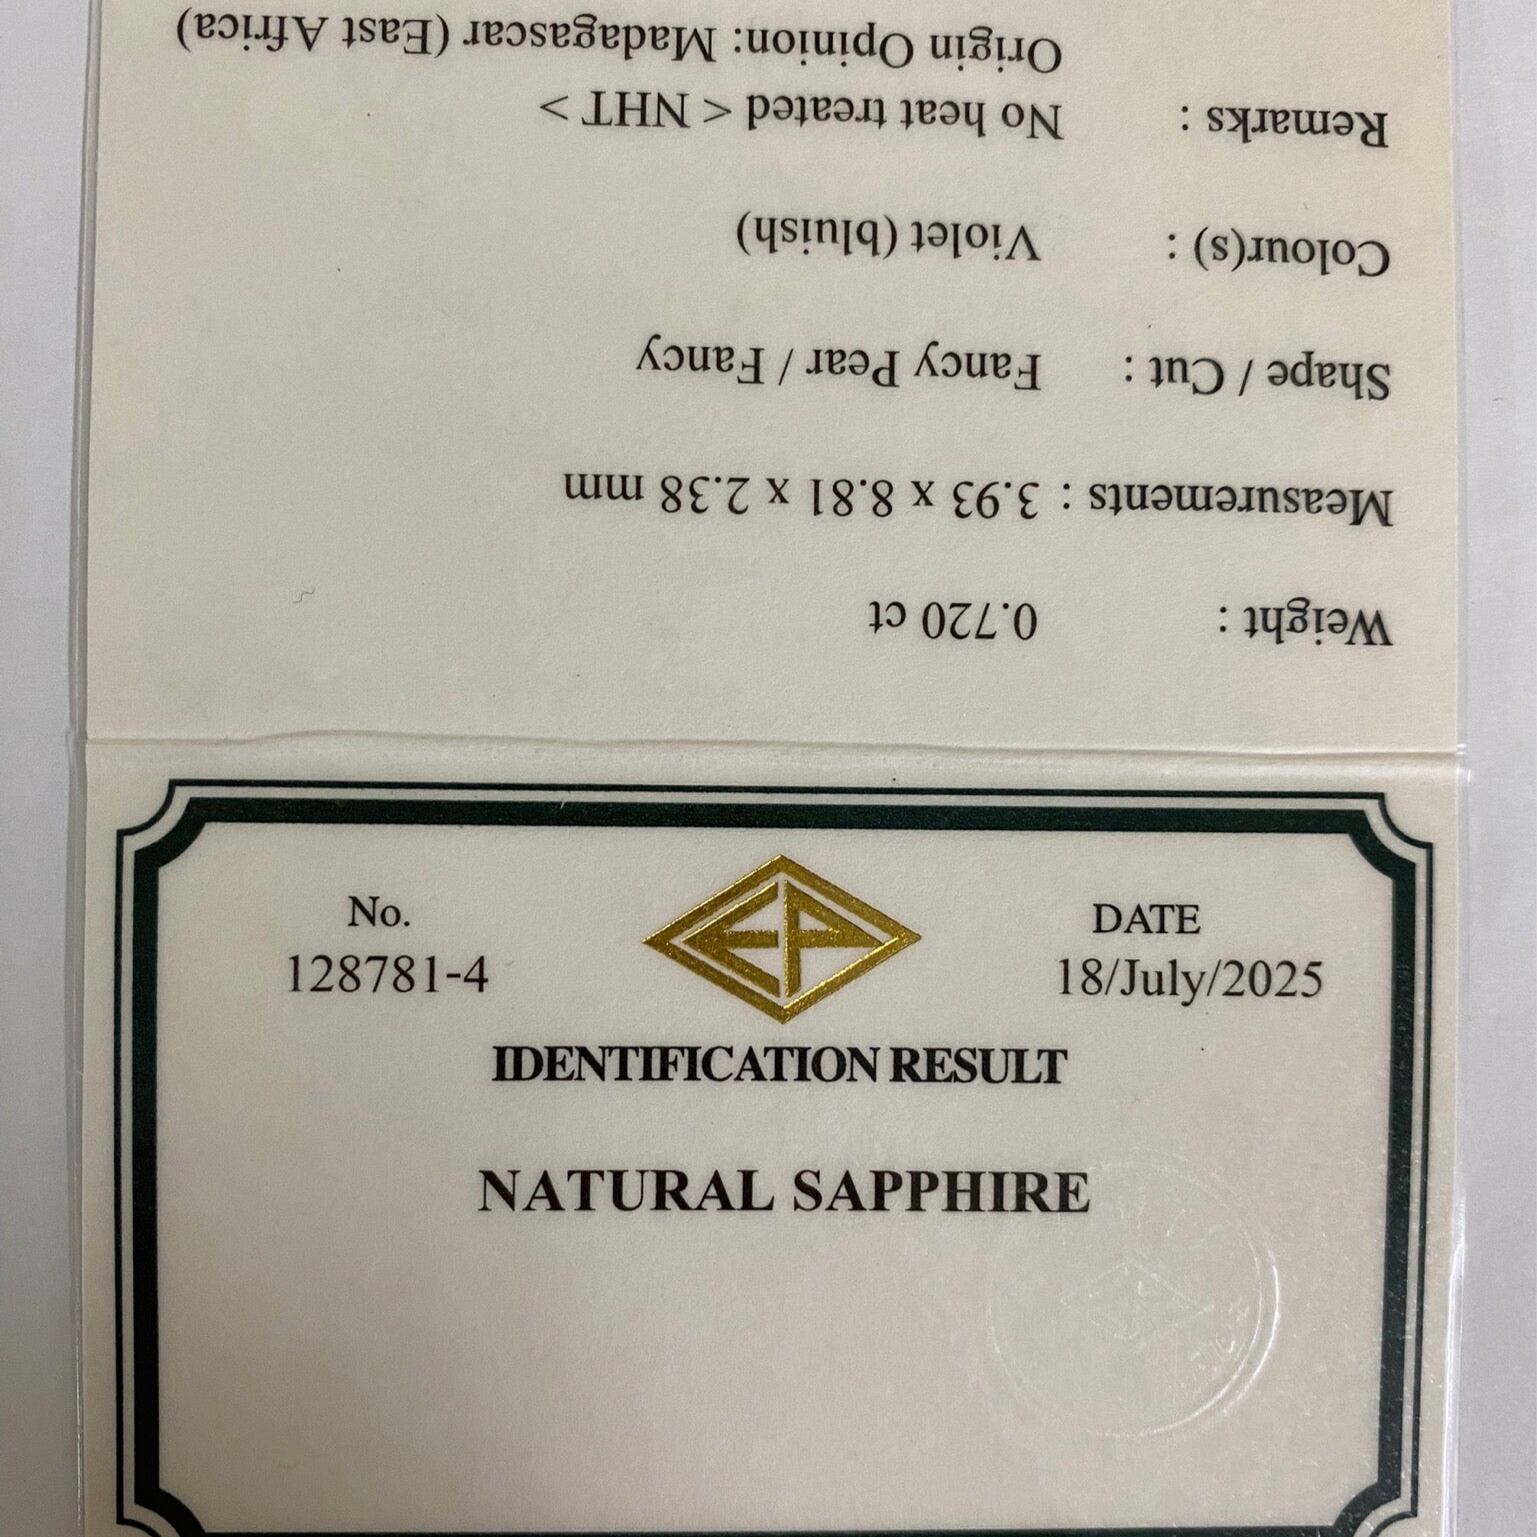 Weight : 0.720 ct
Measurements : 3.93 x 8.81 x 2.38 mm
Shape / Cut : Fancy Pear / Fancy
Colour(s) : Violet (bluish)
Remarks : No heat treated < NHT >
Origin Opinion: Madagascar (East Africa)
No.
128781-4
DATE
18/July/2025
IDENTIFICATION RESULT
NATURAL SAPPHIRE